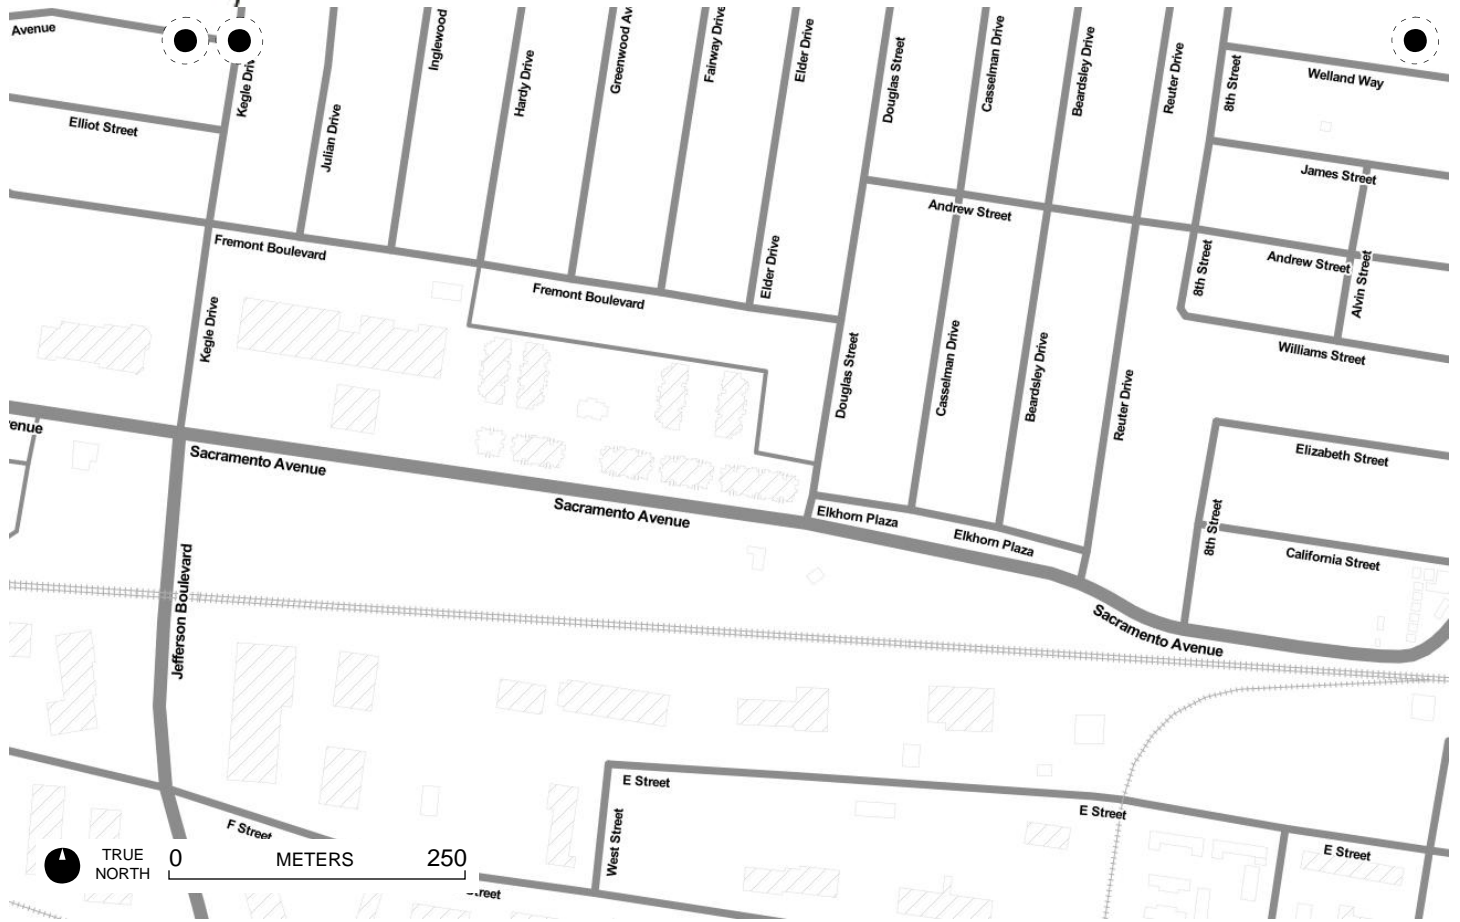 Avenue
Kegle Drive
Julian Drive
Inglewood
Hardy Drive
Greenwood Av
Fairway Drive
Elder Drive
Douglas Street
Casselman Drive
Beardsley Drive
Reuter Drive
8th Street
Welland Way
Elliot Street
James Street
Andrew Street
Fremont Boulevard
Elder Drive
8th Street
Andrew Street
Alvin Street
Fremont Boulevard
Kegle Drive
Douglas Street
Casselman Drive
Beardsley Drive
Reuter Drive
Williams Street
enue
Sacramento Avenue
Elizabeth Street
Sacramento Avenue
Elkhorn Plaza
Elkhorn Plaza
8th Street
California Street
Jefferson Boulevard
Sacramento Avenue
E Street
E Street
F Street
West Street
E Street
TRUE
NORTH
0 METERS 250
reet